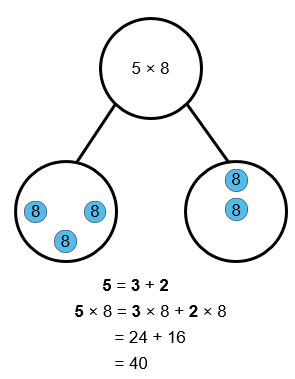 5 × 8
8
8 8
8
8
8
5 = 3 + 2
5 × 8 = 3 × 8 + 2 × 8
= 24 + 16
= 40